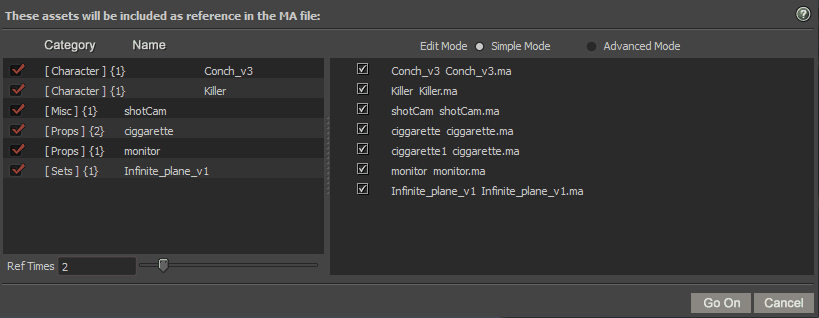 These assets will be included as reference in the MA file: ?
Category Name
Edit Mode Simple Mode Advanced Mode
[ Character ] {1} Conch_v3
[ Character ] {1} Killer
[ Misc ] {1} shotCam
[ Props ] {2} ciggarette
[ Props ] {1} monitor
[ Sets ] {1} Infinite_plane_v1
Conch_v3 Conch_v3.ma
Killer Killer.ma
shotCam shotCam.ma
ciggarette ciggarette.ma
ciggarette1 ciggarette.ma
monitor monitor.ma
Infinite_plane_v1 Infinite_plane_v1.ma
Ref Times 2
Go On Cancel